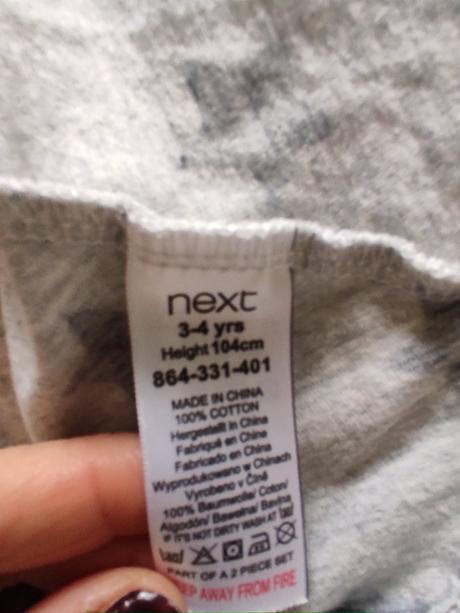 next
3-4 yrs
Height 104cm
864-331-401
MADE IN CHINA
100% COTTON
Hergestellt in China
Fabriqué en China
Fabricado en China
Wyprodukowano w Chinach
Vyrobeno v Číně
100% Baumwolle/ Coton/
Algodón/ Bawełna/ Bavlna
IF IT'S NOT DIRTY WASH AT 30°
PART OF A 2 PIECE SET
KEEP AWAY FROM FIRE